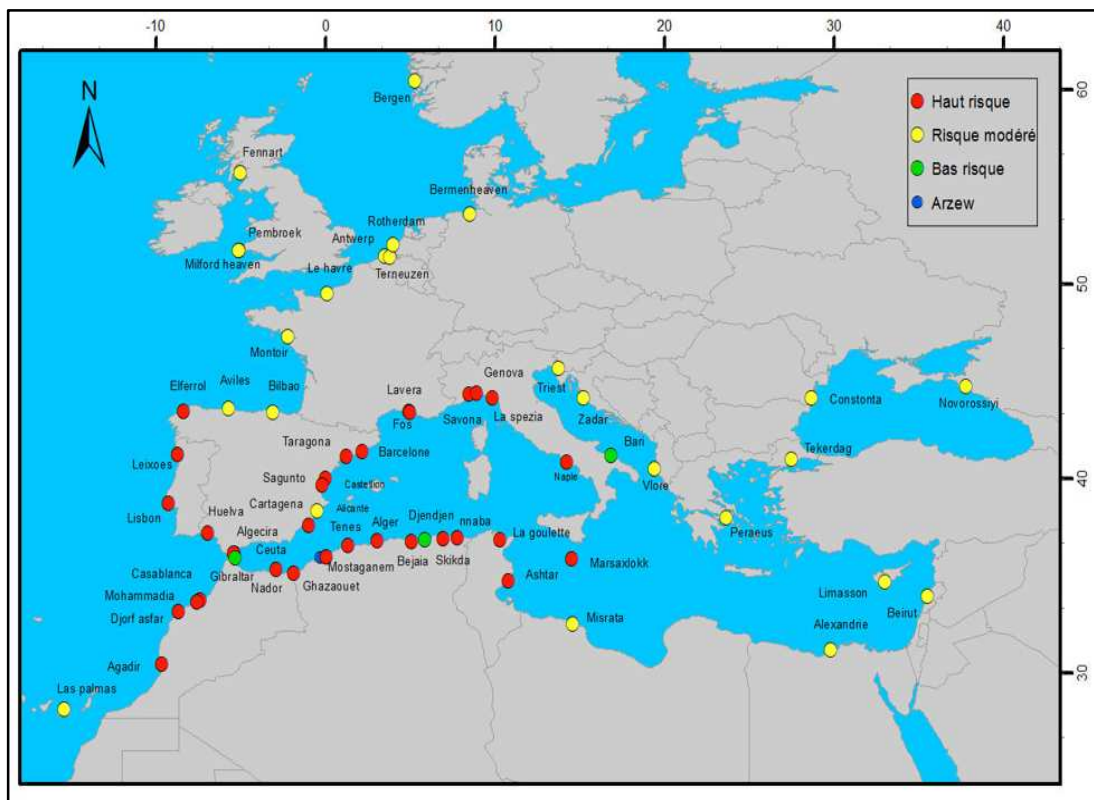 -10 0 10 20 30 40
N
Haut risque
Risque modéré
Bas risque
Arzew
60
50
40
30
Bergen
Fennart
Bermenheaven
Rotherdam
Pembroek
Antwerp
Milford heaven
Le havre
Terneuzen
Montoir
Elferrol
Aviles
Bilbao
Lavera
Genova
Triest
Constonta
Novorossiyi
Fos
Savona
La spezia
Zadar
Taragona
Barcelone
Bari
Tekerdag
Leixoes
Sagunto
Castellion
Naple
Vlore
Lisbon
Huelva
Cartagena
Alicante
Djendjen
nnaba
Peraeus
Algecira
Tenes
Alger
La goulette
Ceuta
Mostaganem
Bejaia
Skikda
Marsaxlokk
Casablanca
Gibraltar
Nador
Ghazaouet
Ashtar
Limasson
Mohammadia
Beirut
Djorf asfar
Misrata
Alexandrie
Agadir
Las palmas